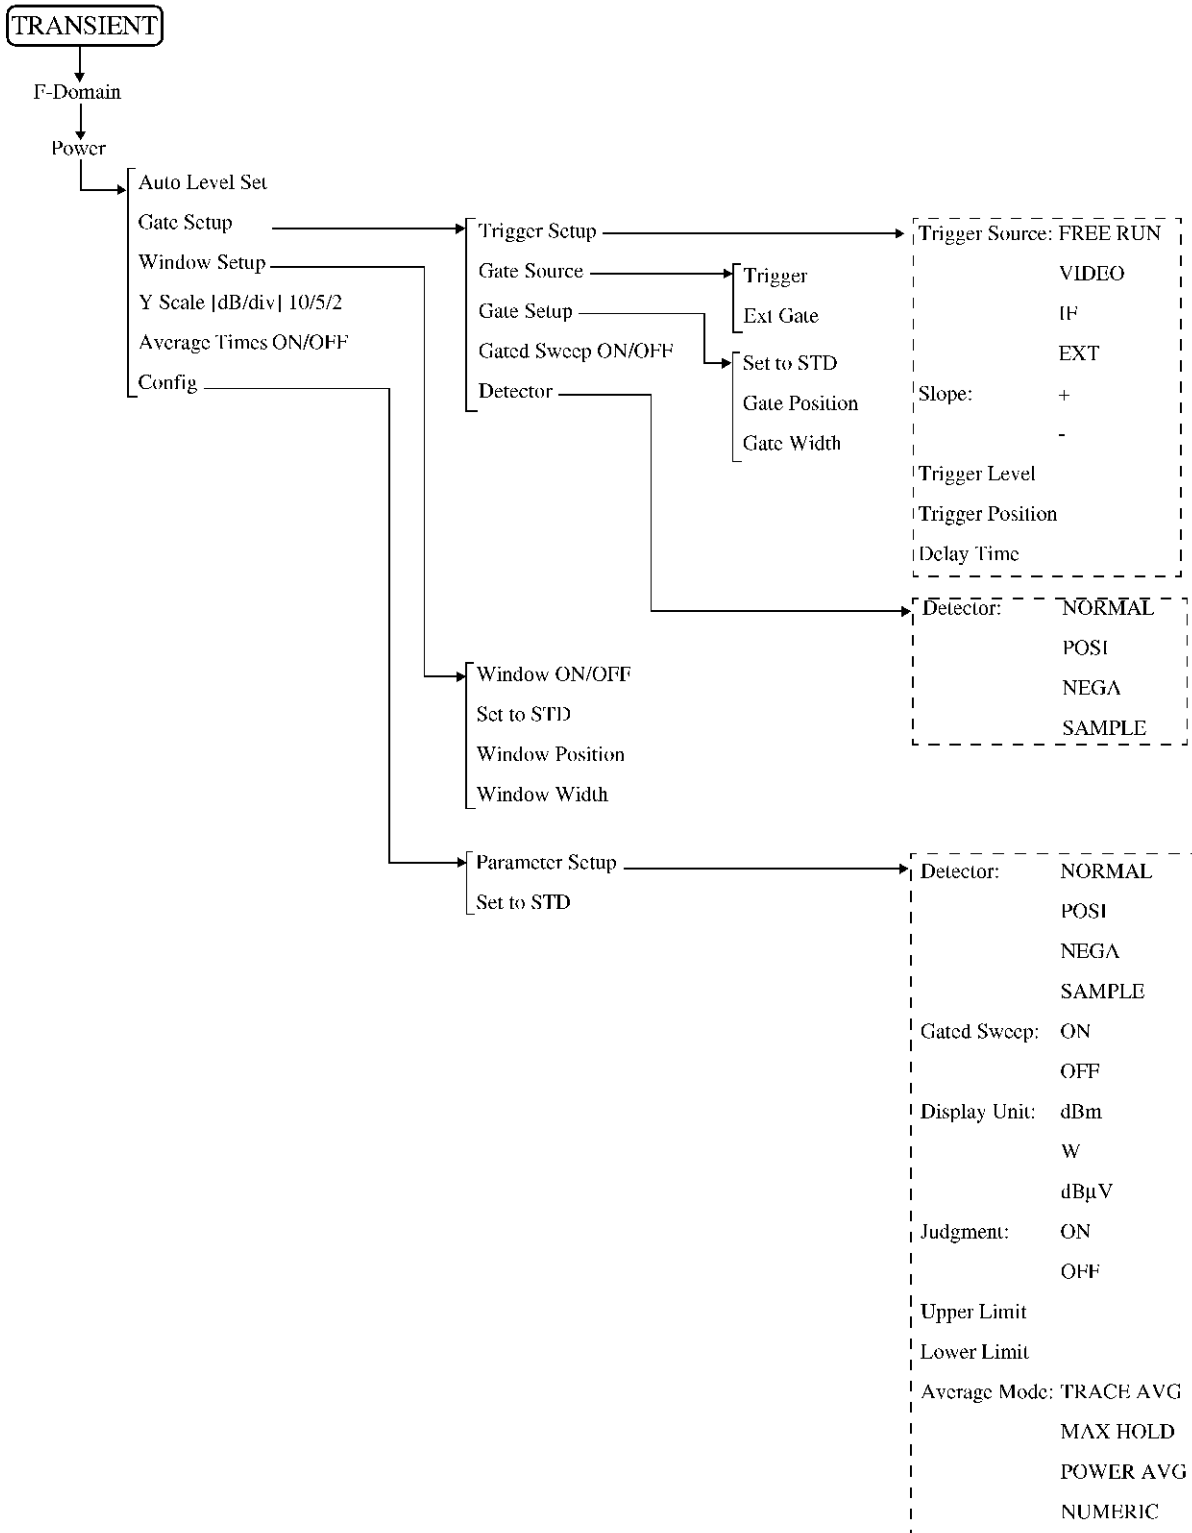 TRANSIENT
F-Domain
Power
Auto Level Set
Gate Setup
Window Setup
Y Scale [dB/div] 10/5/2
Average Times ON/OFF
Config
Trigger Setup
Gate Source
Gate Setup
Gated Sweep ON/OFF
Detector
Trigger
Ext Gate
Set to STD
Gate Position
Gate Width
Trigger Source: FREE RUN
VIDEO
IF
EXT
Slope: +
-
Trigger Level
Trigger Position
Delay Time
Detector: NORMAL
POSI
NEGA
SAMPLE
Window ON/OFF
Set to STD
Window Position
Window Width
Parameter Setup
Set to STD
Detector: NORMAL
POSI
NEGA
SAMPLE
Gated Sweep: ON
OFF
Display Unit: dBm
W
dBµV
Judgment: ON
OFF
Upper Limit
Lower Limit
Average Mode: TRACE AVG
MAX HOLD
POWER AVG
NUMERIC